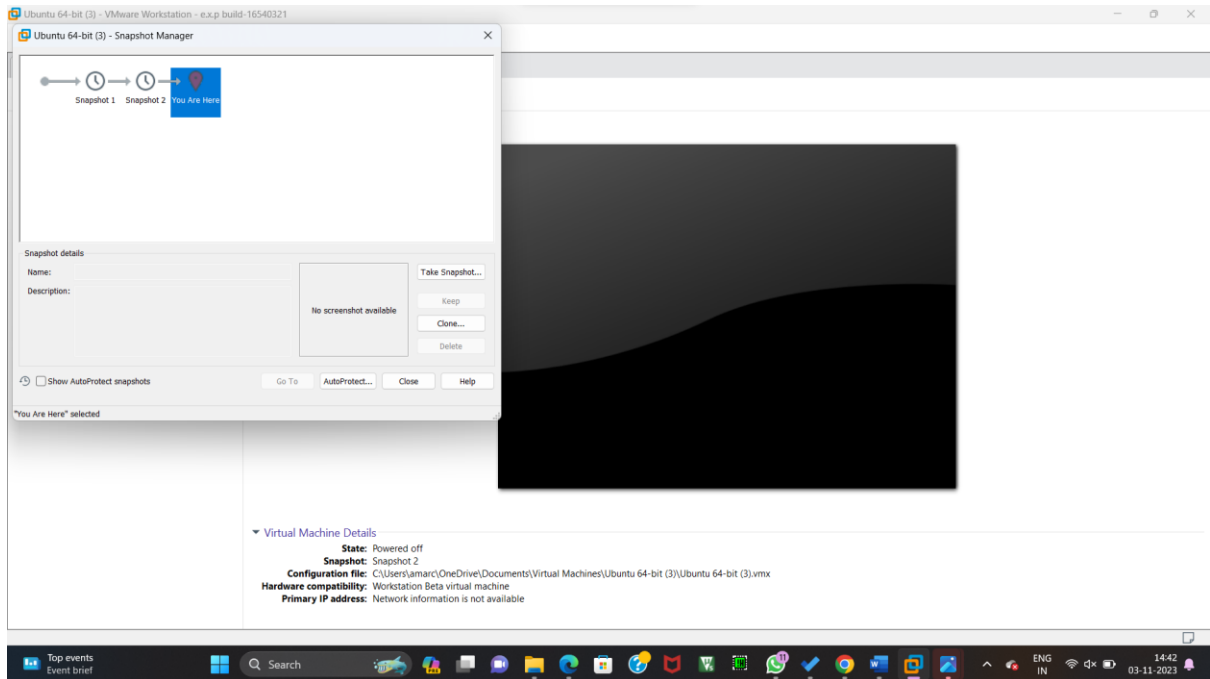 Ubuntu 64-bit (3) - VMware Workstation - e.x.p build-16540321
Ubuntu 64-bit (3) - Snapshot Manager
Snapshot 1 Snapshot 2 You Are Here
Snapshot details
Name:
Take Snapshot...
Description:
No screenshot available
Keep
Clone...
Delete
Show AutoProtect snapshots
Go To AutoProtect... Close Help
"You Are Here" selected
Virtual Machine Details
State: Powered off
Snapshot: Snapshot 2
Configuration file: C:\Users\amarc\OneDrive\Documents\Virtual Machines\Ubuntu 64-bit (3)\Ubuntu 64-bit (3).vmx
Hardware compatibility: Workstation Beta virtual machine
Primary IP address: Network information is not available
Top events
Event brief
Search
ENG
IN
14:42
03-11-2023